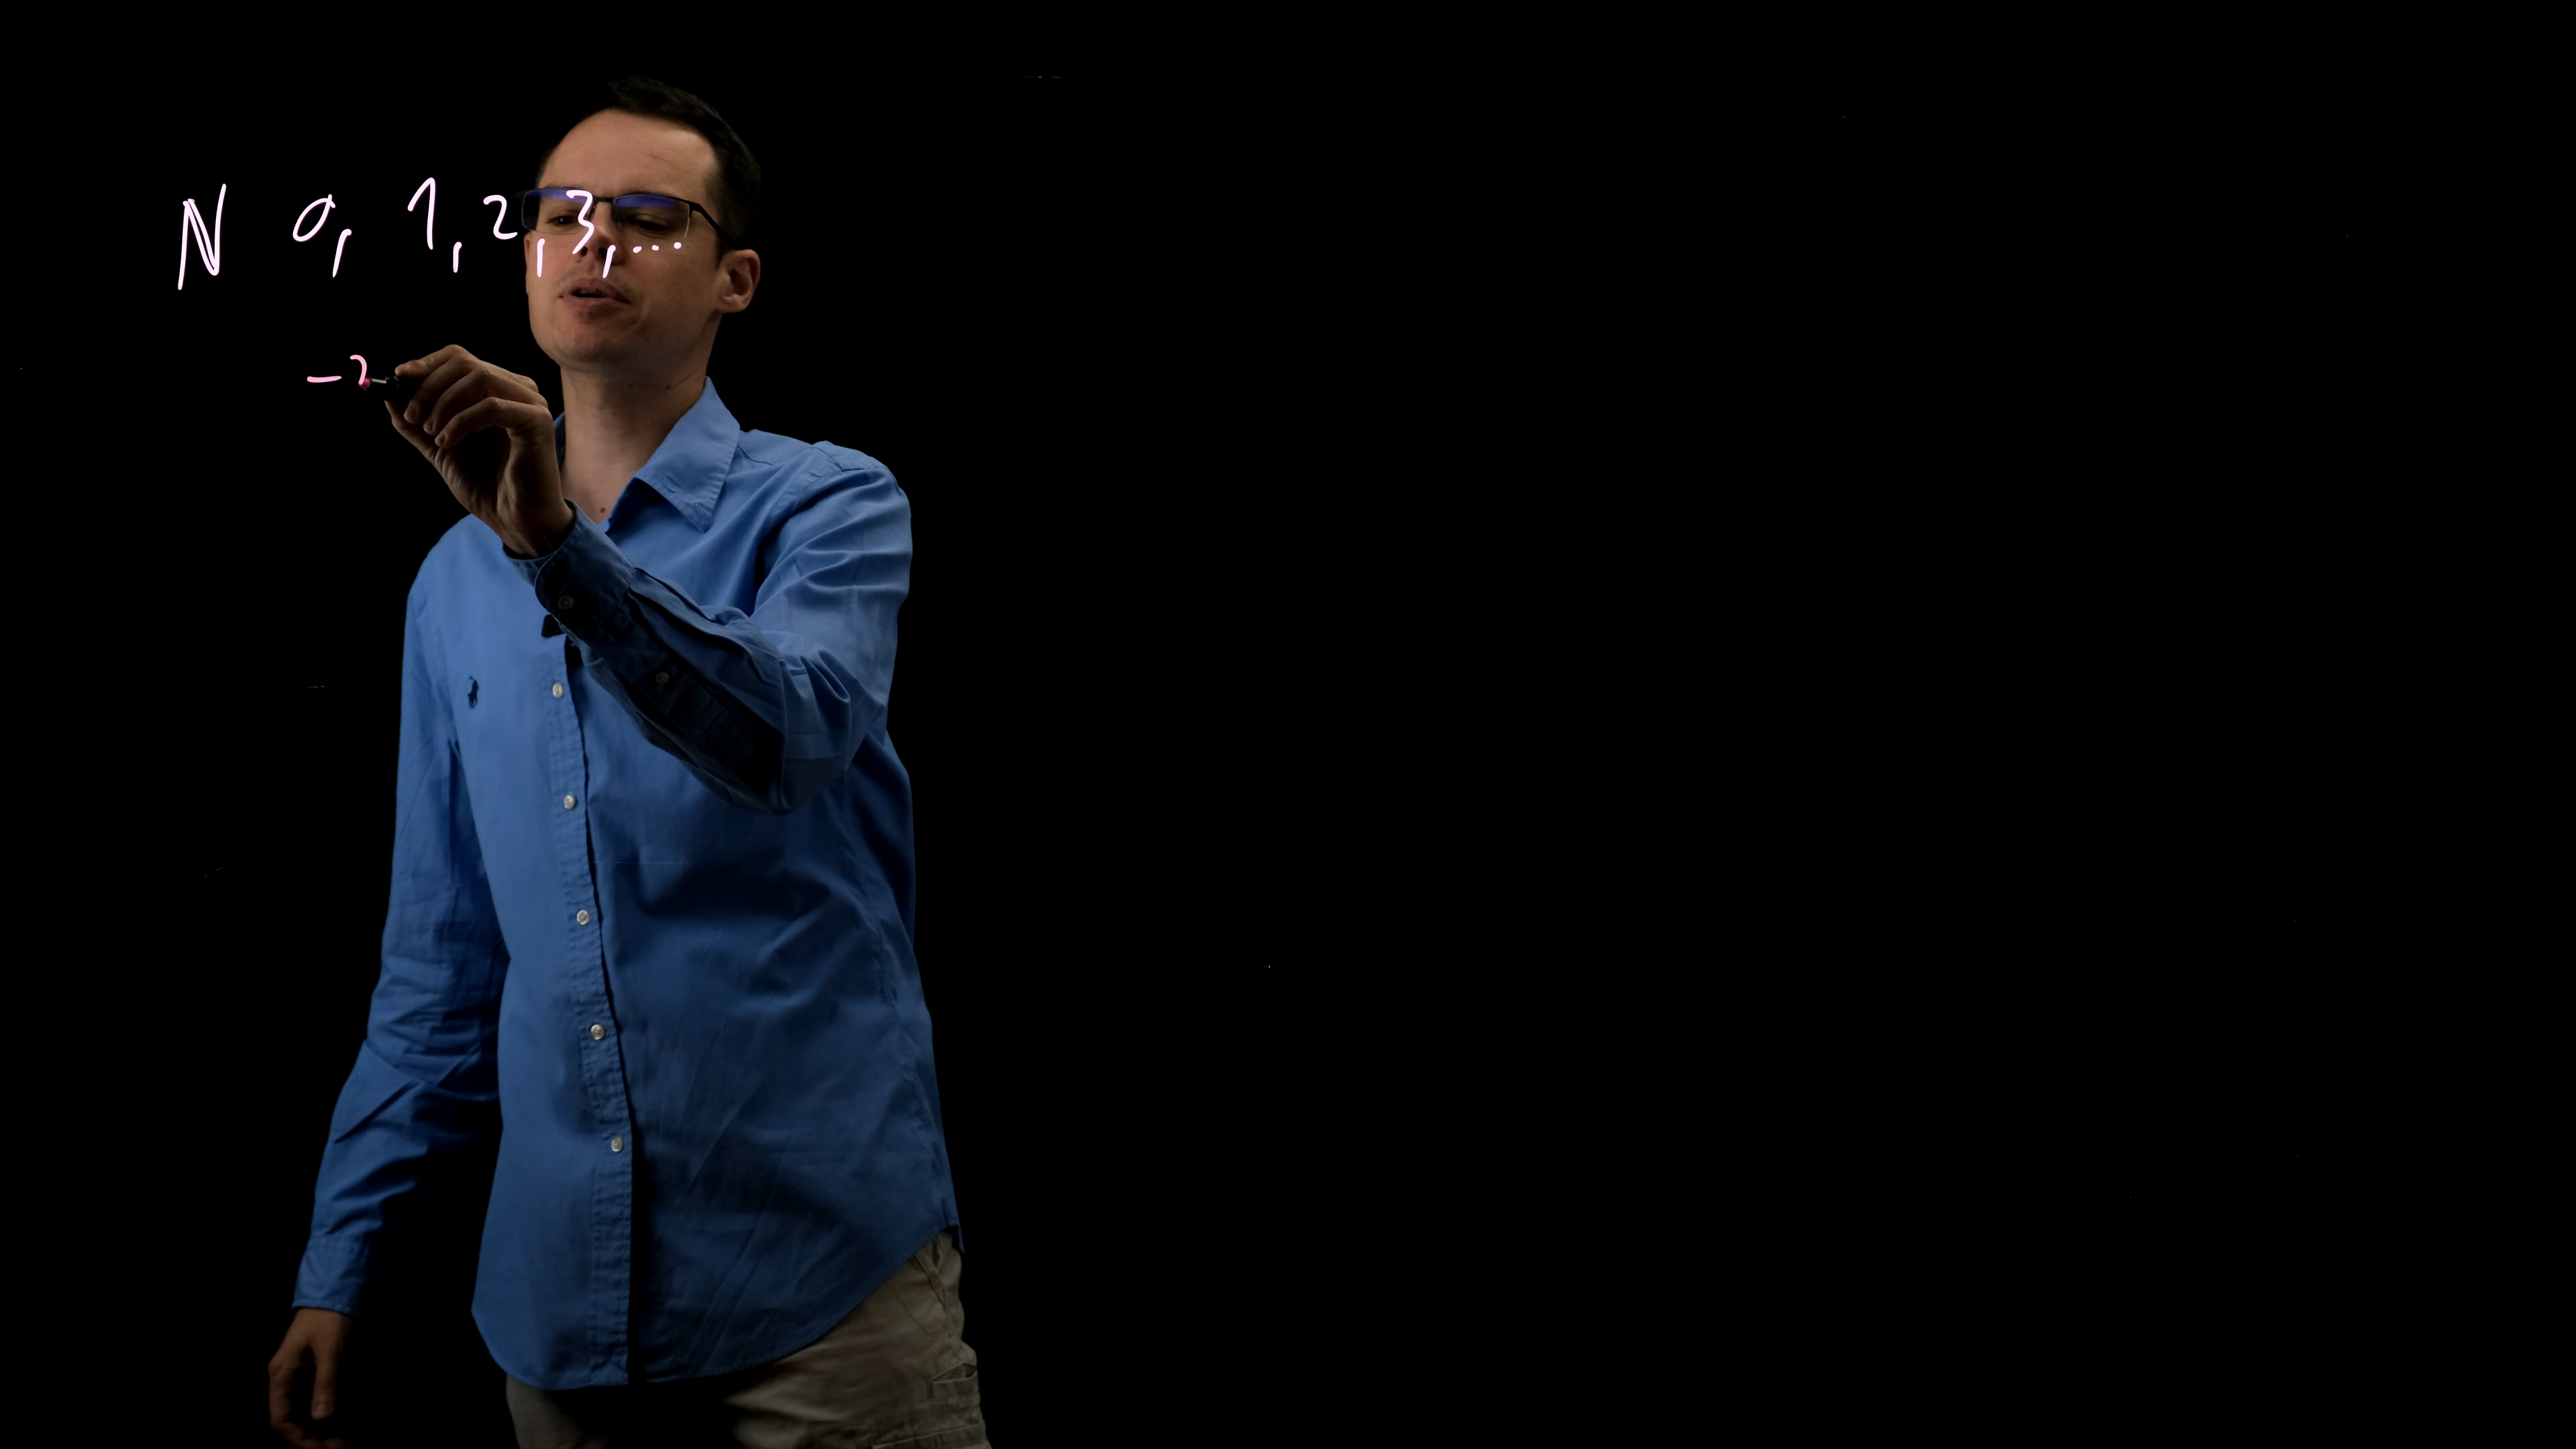 ℕ 0, 1, 2, 3, ...
-2